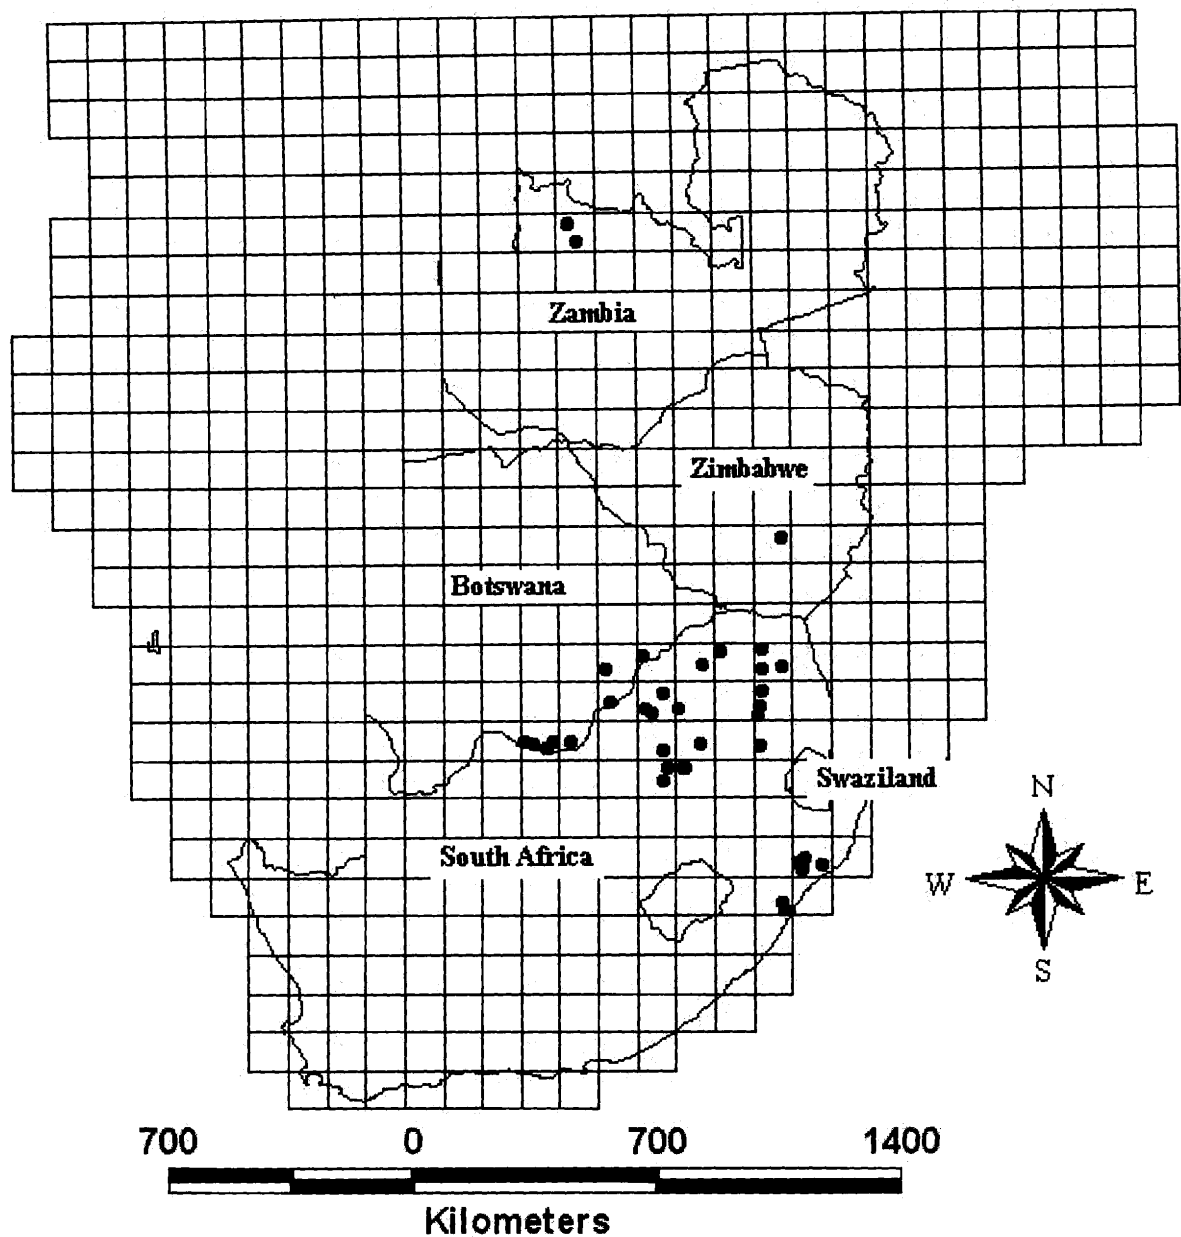 Zambia
Zimbabwe
Botswana
Swaziland
N
South Africa
W E
S
700 0 700 1400
Kilometers